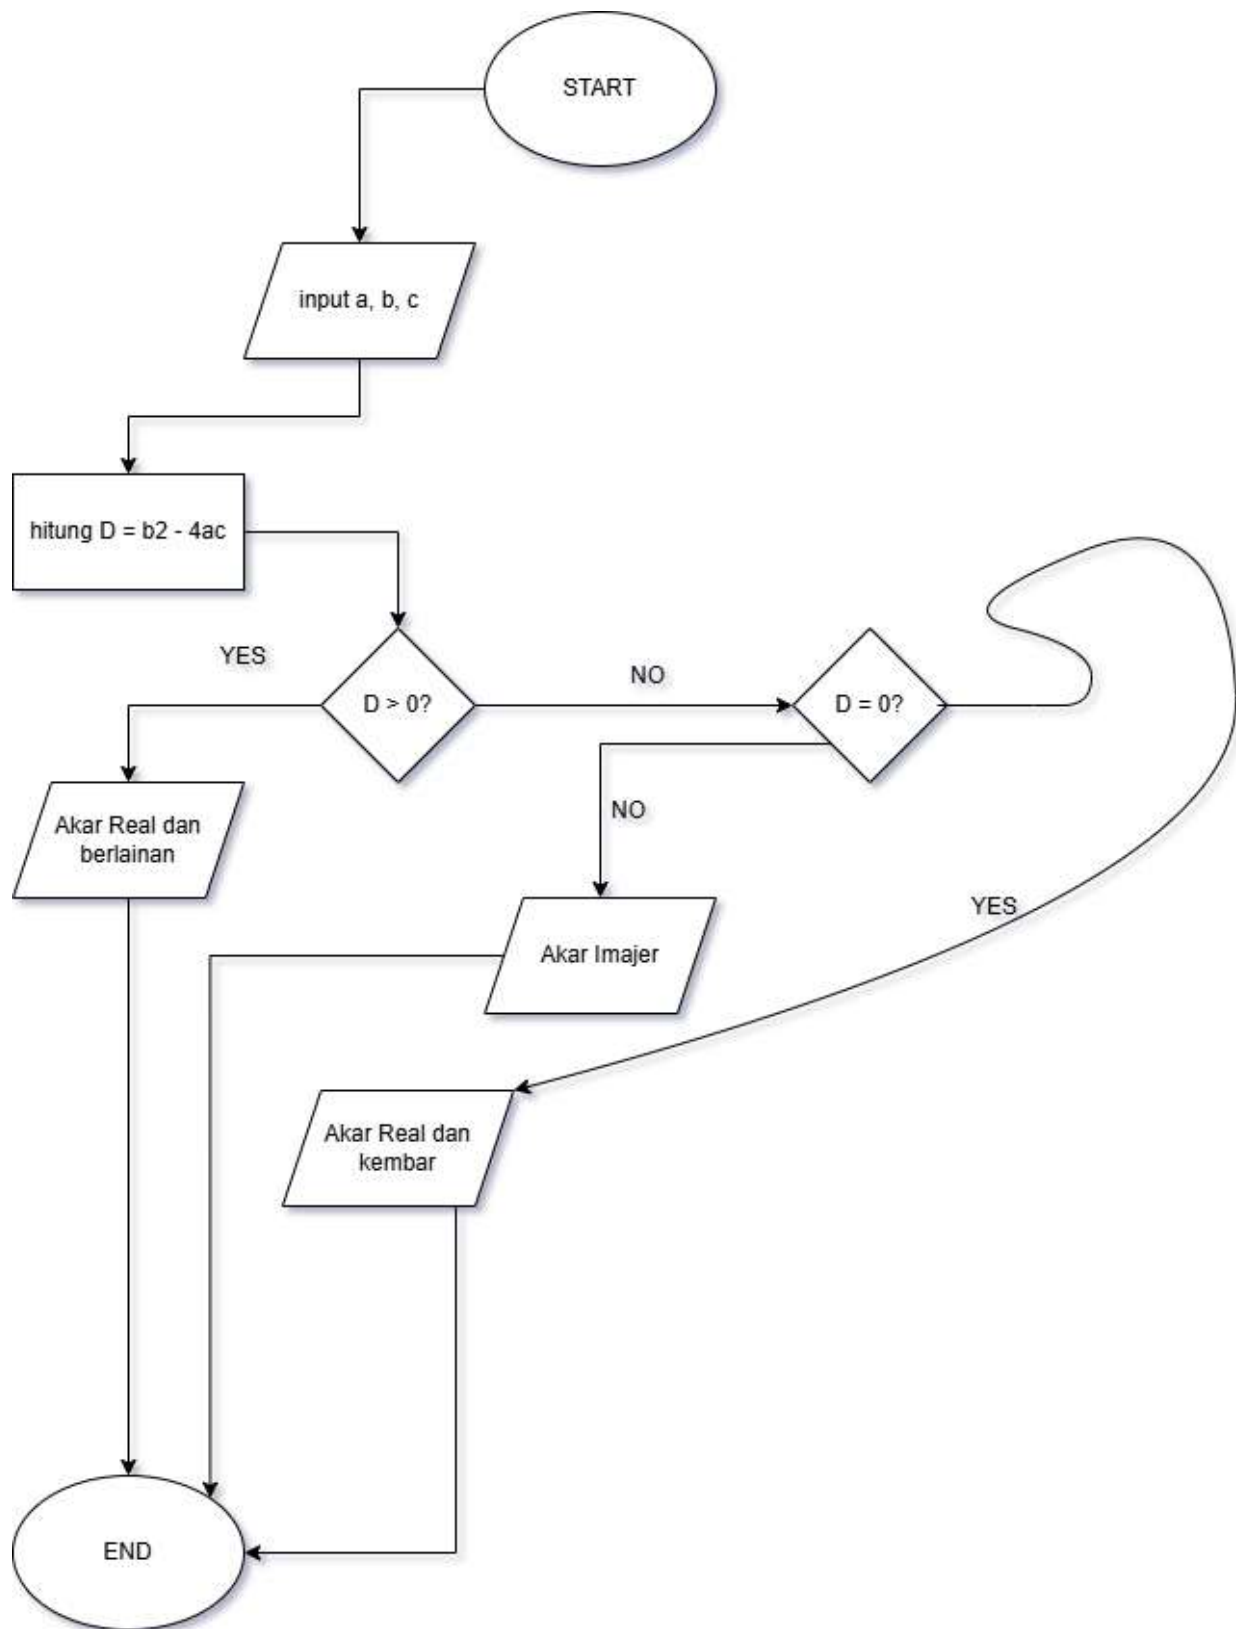 START
input a, b, c
hitung D = b2 - 4ac
YES
D > 0?
NO
D = 0?
Akar Real dan
berlainan
NO
Akar Imajer
YES
Akar Real dan
kembar
END